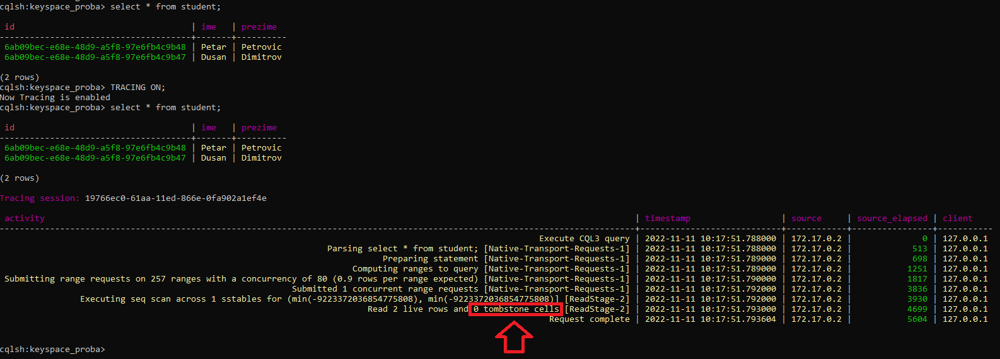 cqlsh:keyspace_proba> select * from student;
id | ime | prezime
--------------------------------------+-------+----------
6ab09bec-e68e-48d9-a5f8-97e6fb4c9b48 | Petar | Petrovic
6ab09bec-e68e-48d9-a5f8-97e6fb4c9b47 | Dusan | Dimitrov
(2 rows)
cqlsh:keyspace_proba> TRACING ON;
Now Tracing is enabled
cqlsh:keyspace_proba> select * from student;
id | ime | prezime
--------------------------------------+-------+----------
6ab09bec-e68e-48d9-a5f8-97e6fb4c9b48 | Petar | Petrovic
6ab09bec-e68e-48d9-a5f8-97e6fb4c9b47 | Dusan | Dimitrov
(2 rows)
Tracing session: 19766ec0-61aa-11ed-866e-0fa902a1ef4e
activity | timestamp | source | source_elapsed | client
Execute CQL3 query | 2022-11-11 10:17:51.788000 | 172.17.0.2 | 0 | 127.0.0.1
Parsing select * from student; [Native-Transport-Requests-1] | 2022-11-11 10:17:51.788000 | 172.17.0.2 | 513 | 127.0.0.1
Preparing statement [Native-Transport-Requests-1] | 2022-11-11 10:17:51.789000 | 172.17.0.2 | 698 | 127.0.0.1
Computing ranges to query [Native-Transport-Requests-1] | 2022-11-11 10:17:51.789000 | 172.17.0.2 | 1251 | 127.0.0.1
Submitting range requests on 257 ranges with a concurrency of 80 (0.9 rows per range expected) [Native-Transport-Requests-1] | 2022-11-11 10:17:51.790000 | 172.17.0.2 | 1817 | 127.0.0.1
Submitted 1 concurrent range requests [Native-Transport-Requests-1] | 2022-11-11 10:17:51.792000 | 172.17.0.2 | 3836 | 127.0.0.1
Executing seq scan across 1 sstables for (min(-9223372036854775808), min(-9223372036854775808)] [ReadStage-2] | 2022-11-11 10:17:51.792000 | 172.17.0.2 | 3930 | 127.0.0.1
Read 2 live rows and 0 tombstone cells [ReadStage-2] | 2022-11-11 10:17:51.793000 | 172.17.0.2 | 4699 | 127.0.0.1
Request complete | 2022-11-11 10:17:51.793604 | 172.17.0.2 | 5604 | 127.0.0.1
cqlsh:keyspace_proba>